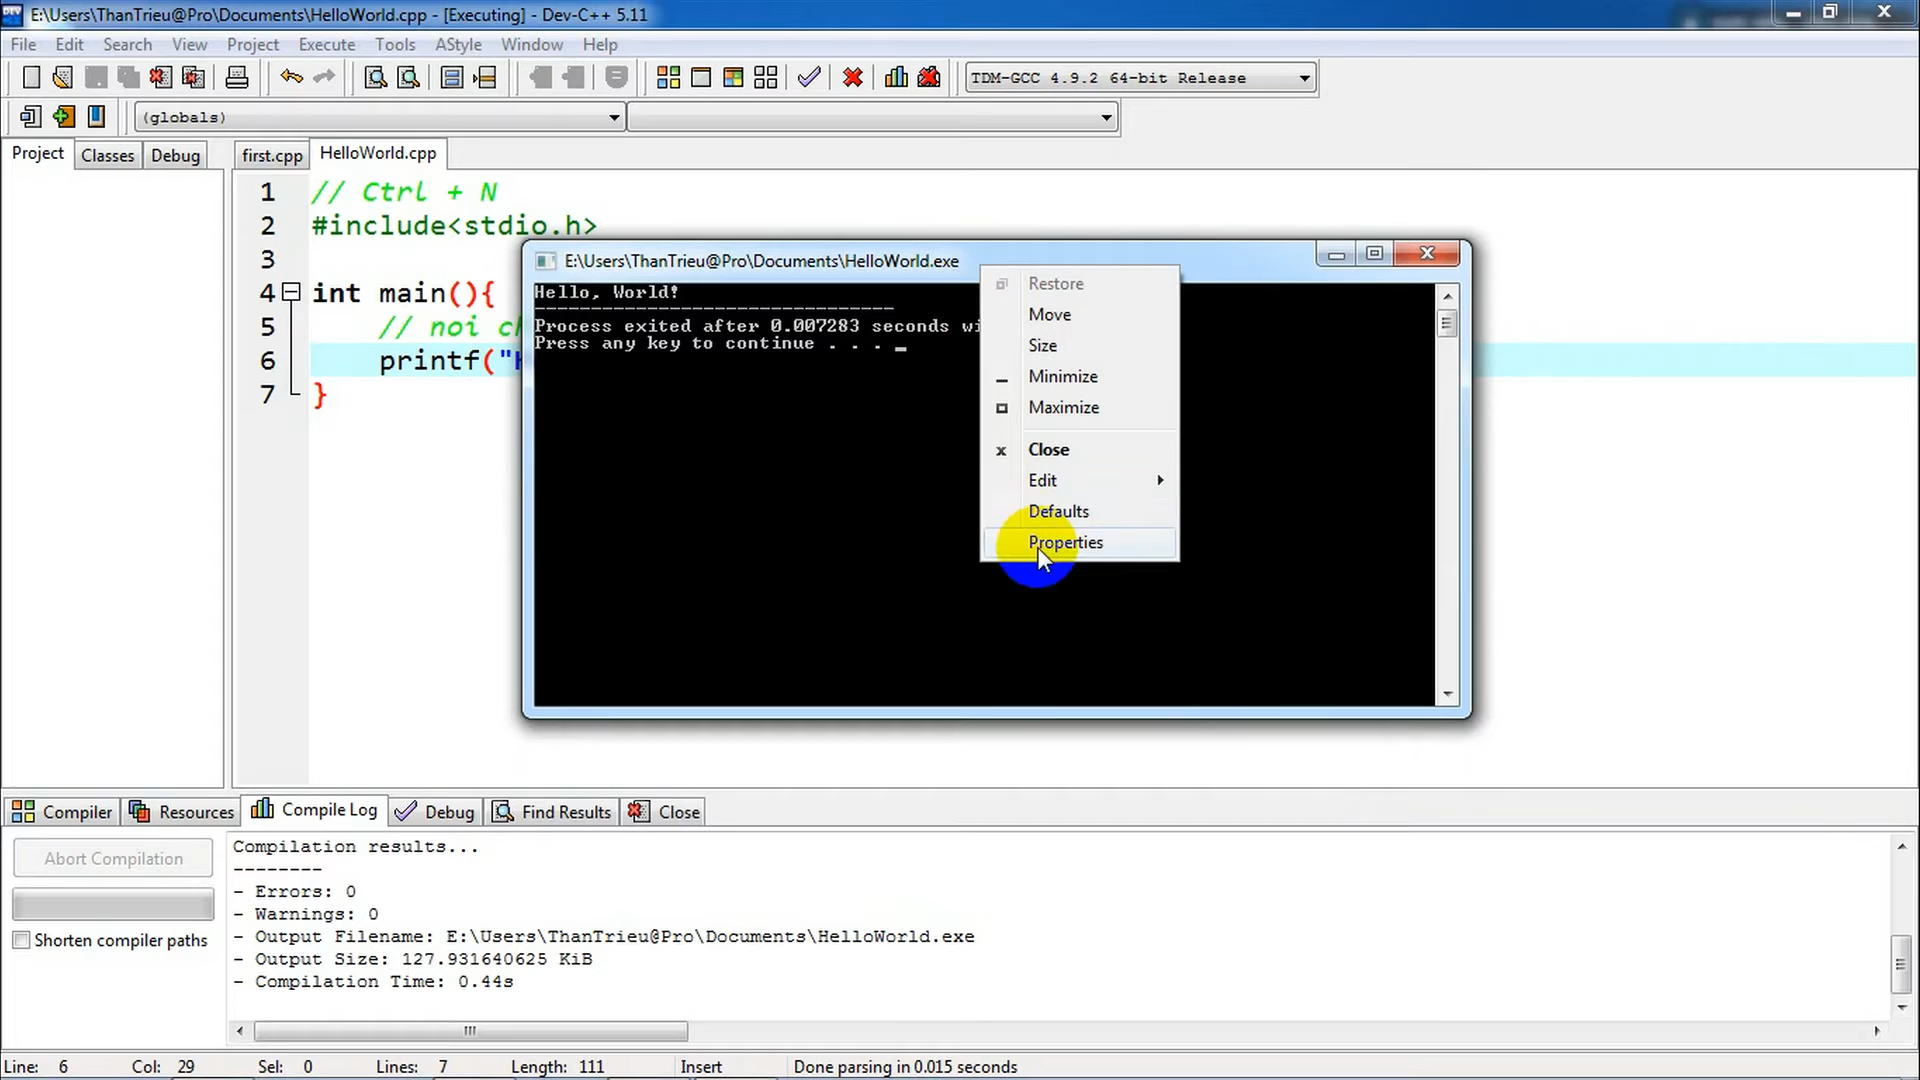 E:\Users\ThanTrieu@Pro\Documents\HelloWorld.cpp - [Executing] - Dev-C++ 5.11
File Edit Search View Project Execute Tools AStyle Window Help
TDM-GCC 4.9.2 64-bit Release
(globals)
Project Classes Debug first.cpp HelloWorld.cpp
1 // Ctrl + N
2 #include<stdio.h>
3
4 int main(){
5 // noi
6 printf("
7 }
E:\Users\ThanTrieu@Pro\Documents\HelloWorld.exe
Hello, World!
--------------------------------
Process exited after 0.007283 seconds
Press any key to continue . . . _
Restore
Move
Size
Minimize
Maximize
Close
Edit
Defaults
Properties
Compiler Resources Compile Log Debug Find Results Close
Abort Compilation
Shorten compiler paths
Compilation results...
--------
- Errors: 0
- Warnings: 0
- Output Filename: E:\Users\ThanTrieu@Pro\Documents\HelloWorld.exe
- Output Size: 127.931640625 KiB
- Compilation Time: 0.44s
Line: 6 Col: 29 Sel: 0 Lines: 7 Length: 111 Insert Done parsing in 0.015 seconds